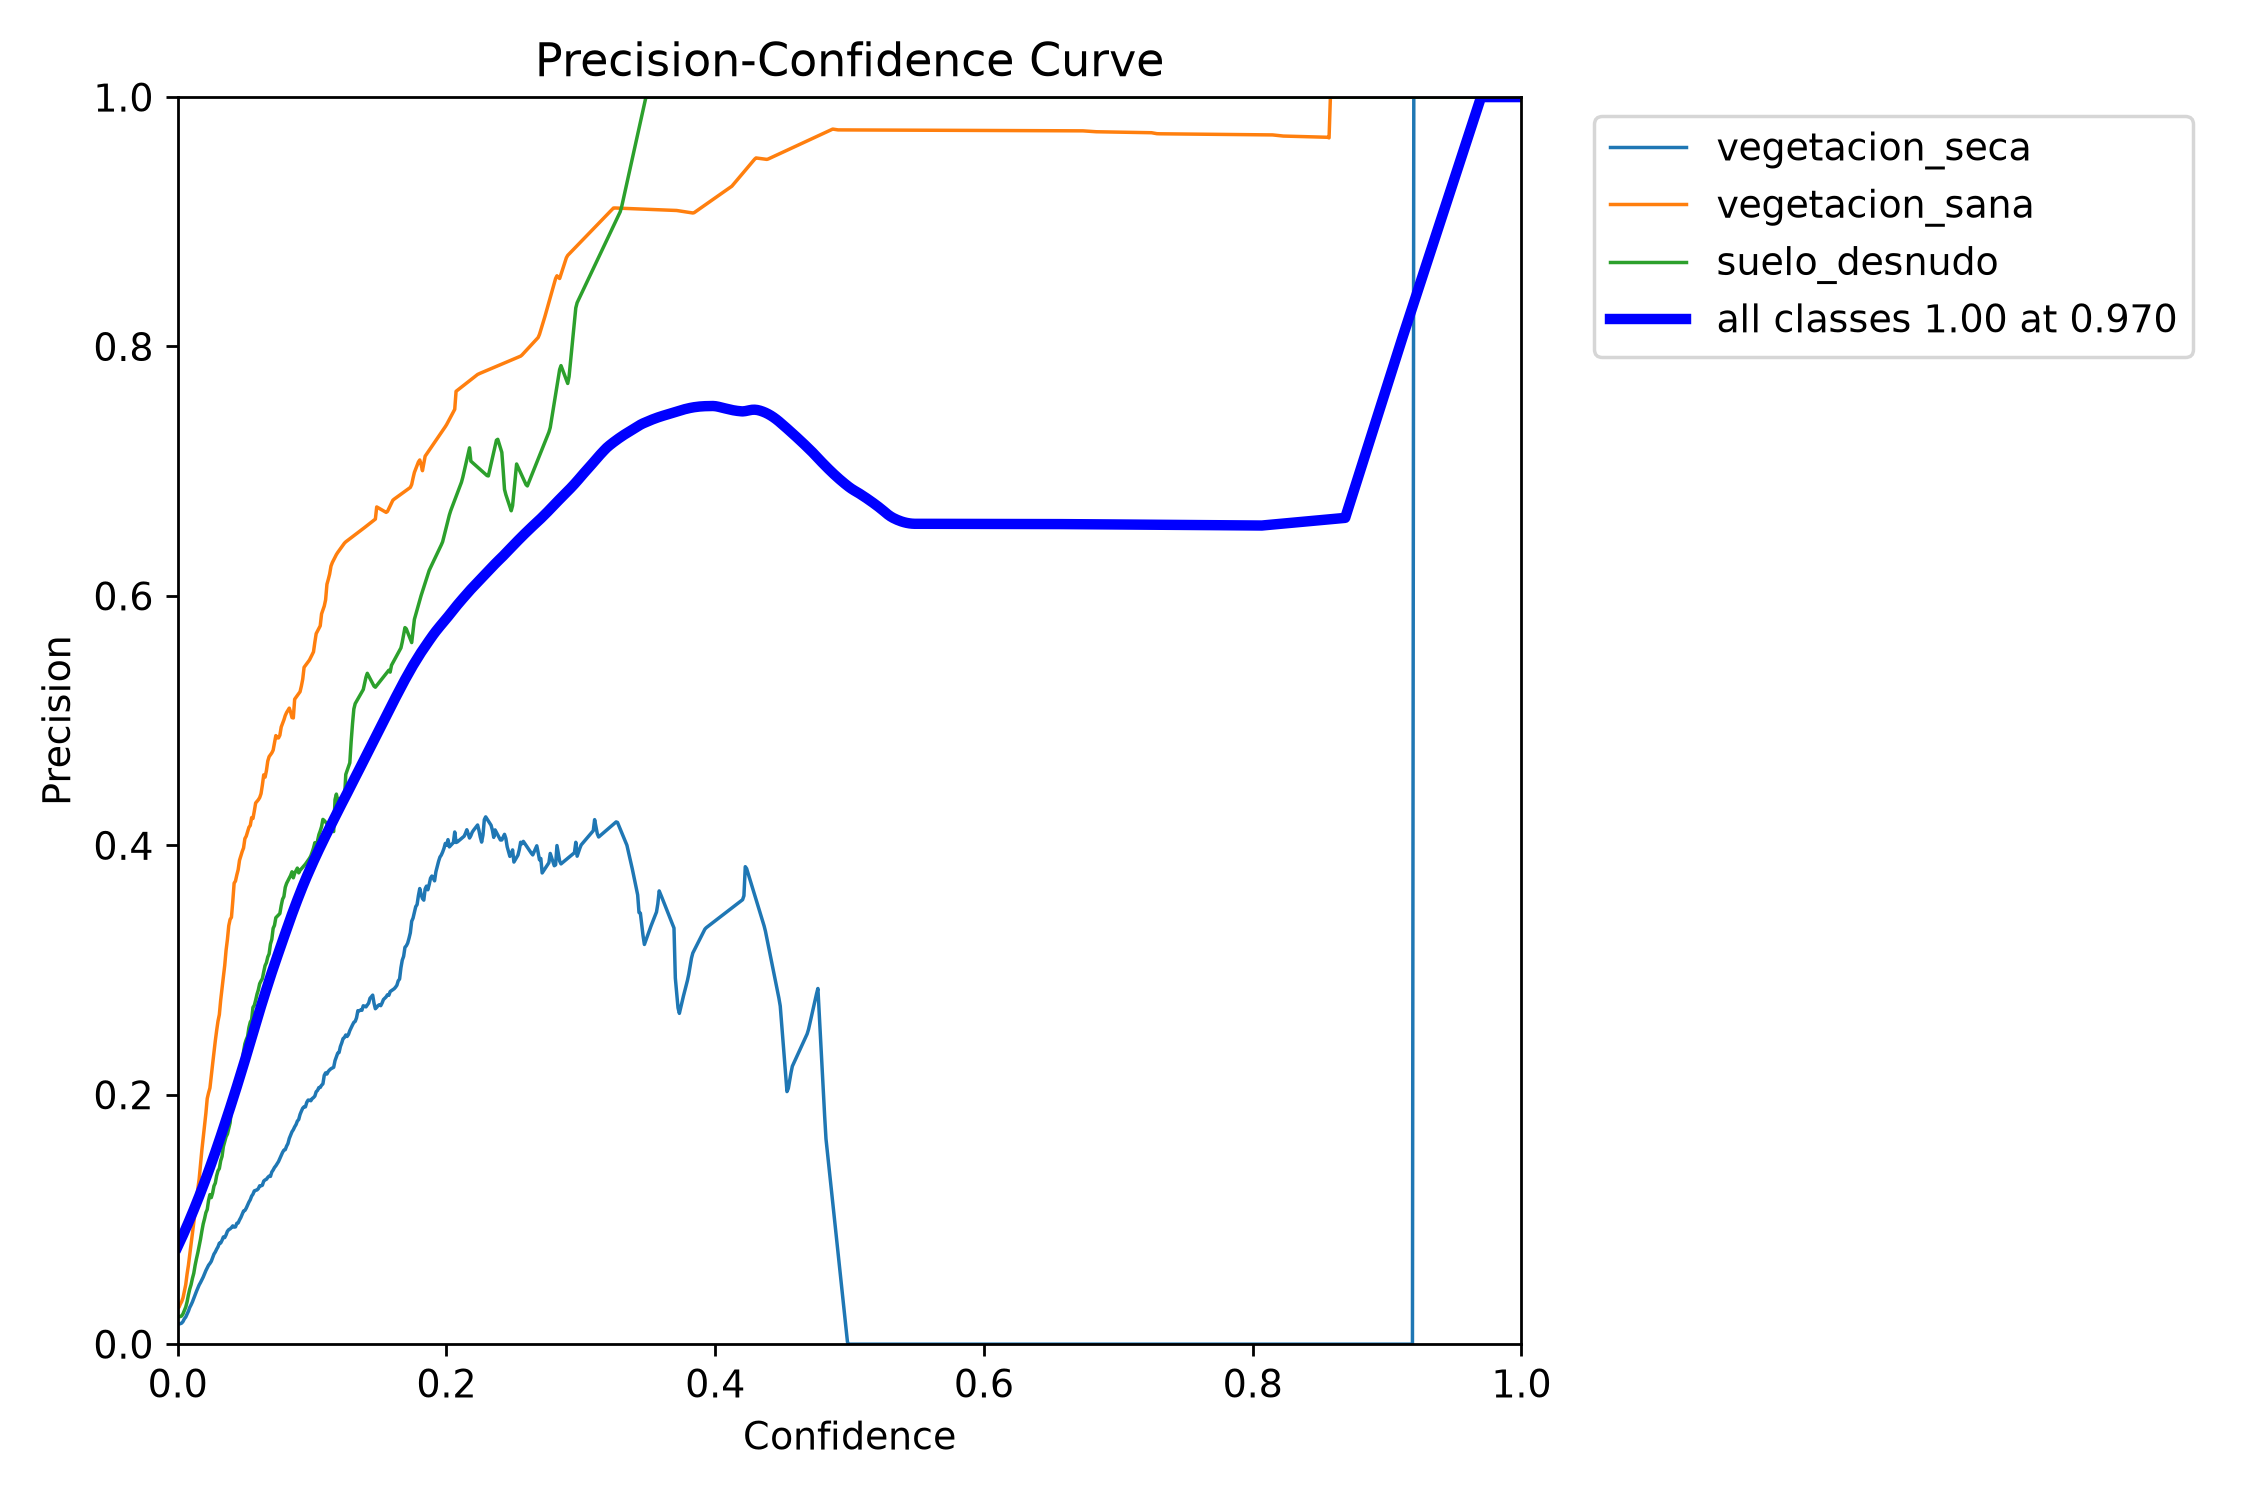 Precision-Confidence Curve
1.0
0.8
0.6
0.4
0.2
0.0
Precision
0.0 0.2 0.4 0.6 0.8 1.0
Confidence
vegetacion_seca
vegetacion_sana
suelo_desnudo
all classes 1.00 at 0.970